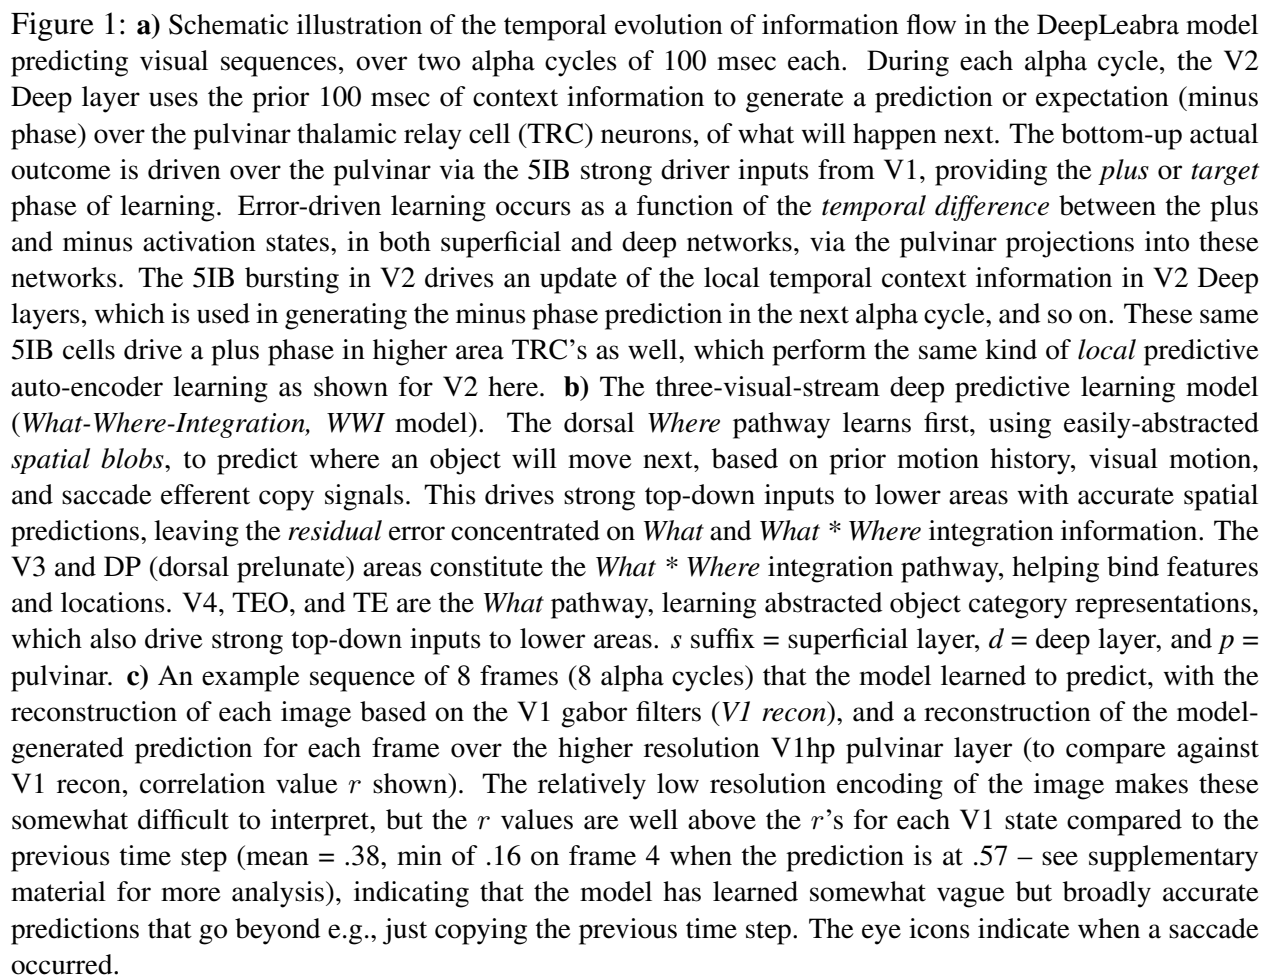 Figure 1: a) Schematic illustration of the temporal evolution of information flow in the DeepLeabra model
predicting visual sequences, over two alpha cycles of 100 msec each. During each alpha cycle, the V2
Deep layer uses the prior 100 msec of context information to generate a prediction or expectation (minus
phase) over the pulvinar thalamic relay cell (TRC) neurons, of what will happen next. The bottom-up actual
outcome is driven over the pulvinar via the 5IB strong driver inputs from V1, providing the plus or target
phase of learning. Error-driven learning occurs as a function of the temporal difference between the plus
and minus activation states, in both superficial and deep networks, via the pulvinar projections into these
networks. The 5IB bursting in V2 drives an update of the local temporal context information in V2 Deep
layers, which is used in generating the minus phase prediction in the next alpha cycle, and so on. These same
5IB cells drive a plus phase in higher area TRC's as well, which perform the same kind of local predictive
auto-encoder learning as shown for V2 here. b) The three-visual-stream deep predictive learning model
(What-Where-Integration, WWI model). The dorsal Where pathway learns first, using easily-abstracted
spatial blobs, to predict where an object will move next, based on prior motion history, visual motion,
and saccade efferent copy signals. This drives strong top-down inputs to lower areas with accurate spatial
predictions, leaving the residual error concentrated on What and What * Where integration information. The
V3 and DP (dorsal prelunate) areas constitute the What * Where integration pathway, helping bind features
and locations. V4, TEO, and TE are the What pathway, learning abstracted object category representations,
which also drive strong top-down inputs to lower areas. s suffix = superficial layer, d = deep layer, and p =
pulvinar. c) An example sequence of 8 frames (8 alpha cycles) that the model learned to predict, with the
reconstruction of each image based on the V1 gabor filters (V1 recon), and a reconstruction of the model-
generated prediction for each frame over the higher resolution V1hp pulvinar layer (to compare against
V1 recon, correlation value r shown). The relatively low resolution encoding of the image makes these
somewhat difficult to interpret, but the r values are well above the r's for each V1 state compared to the
previous time step (mean = .38, min of .16 on frame 4 when the prediction is at .57 – see supplementary
material for more analysis), indicating that the model has learned somewhat vague but broadly accurate
predictions that go beyond e.g., just copying the previous time step. The eye icons indicate when a saccade
occurred.